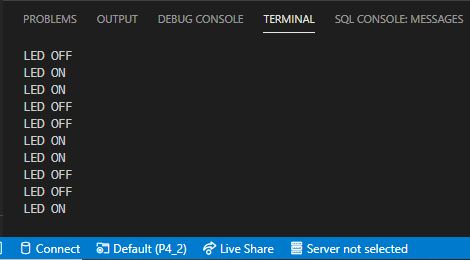 PROBLEMS OUTPUT DEBUG CONSOLE TERMINAL SQL CONSOLE: MESSAGES
LED OFF
LED ON
LED ON
LED OFF
LED OFF
LED ON
LED ON
LED OFF
LED OFF
LED ON
Connect Default (P4_2) Live Share Server not selected